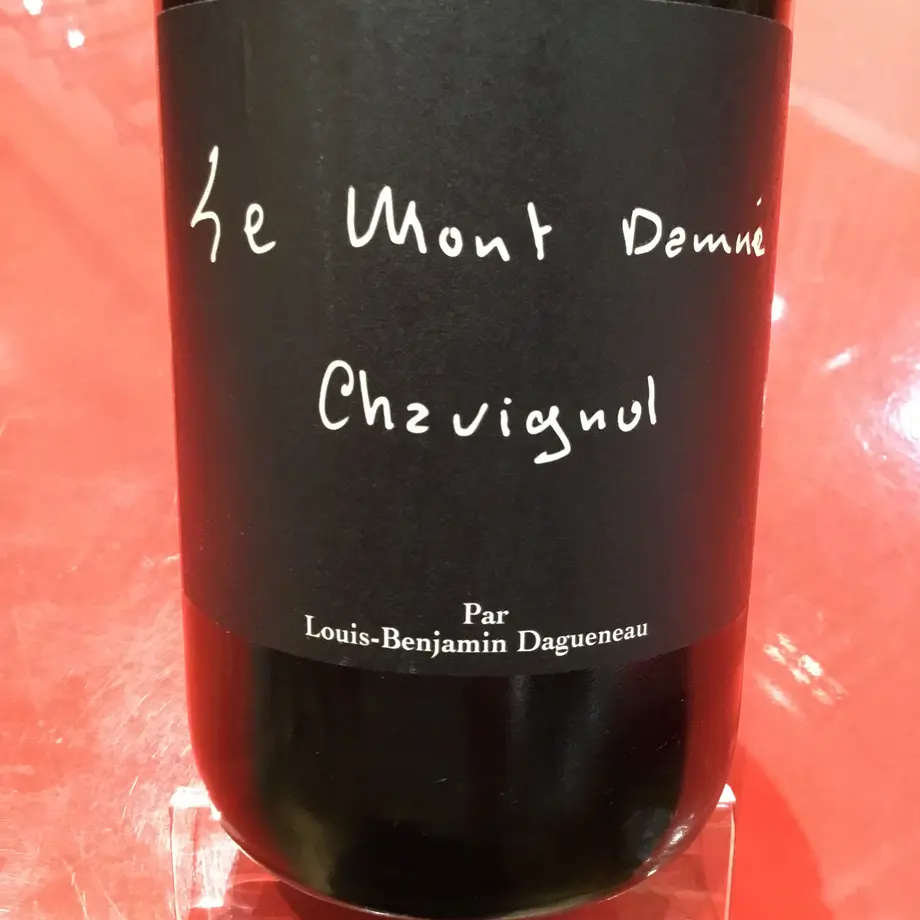 Le Mont Damné
Chavignol
Par
Louis-Benjamin Dagueneau